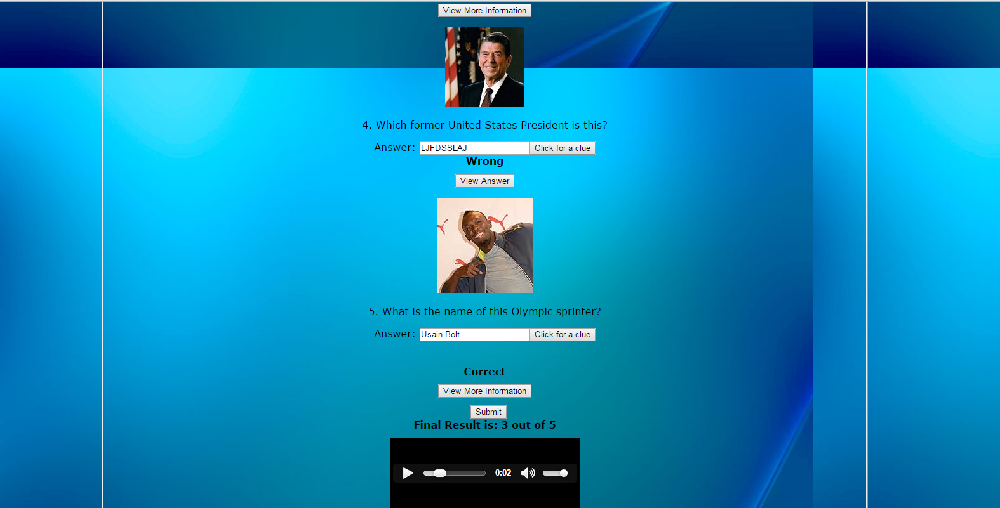 View More Information
4. Which former United States President is this?
Answer: LJFDSSLAJ Click for a clue
Wrong
View Answer
5. What is the name of this Olympic sprinter?
Answer: Usain Bolt Click for a clue
Correct
View More Information
Submit
Final Result is: 3 out of 5
0:02